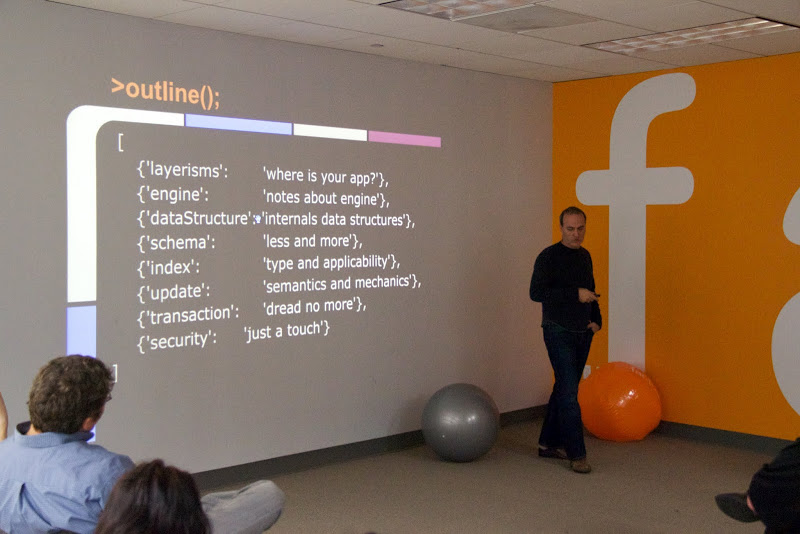 >outline();
[
{'layerisms': 'where is your app?'},
{'engine': 'notes about engine'},
{'dataStructure': 'internals data structures'},
{'schema': 'less and more'},
{'index': 'type and applicability'},
{'update': 'semantics and mechanics'},
{'transaction': 'dread no more'},
{'security': 'just a touch'}
]
f